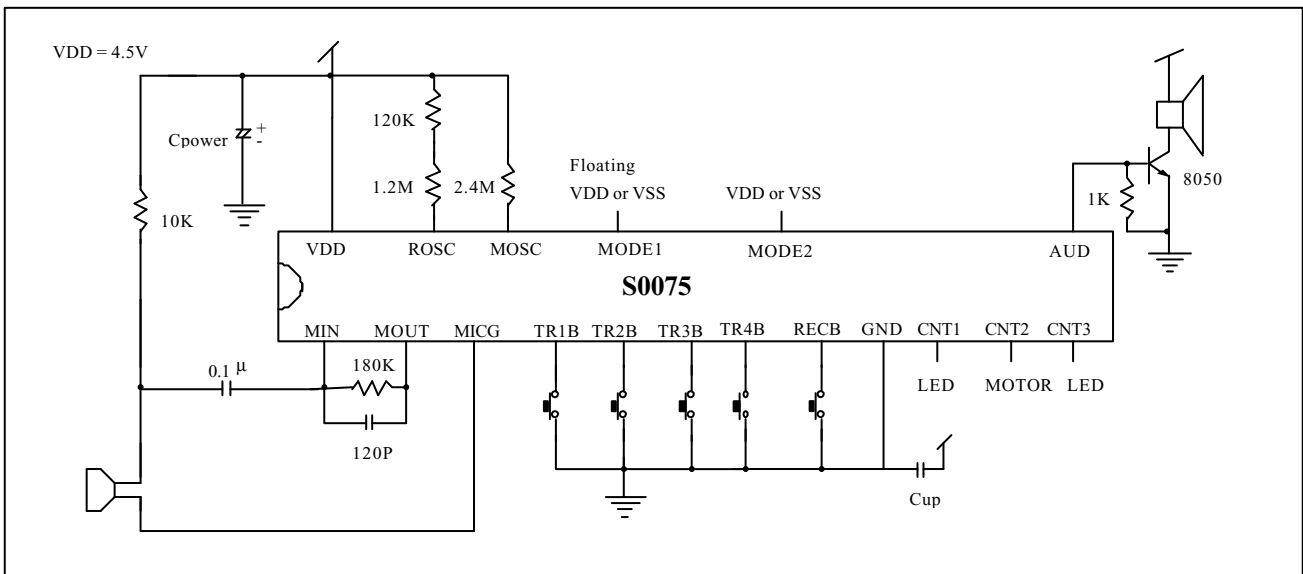 VDD = 4.5V
120K
Cpower
+
-
Floating
1.2M
2.4M
VDD or VSS
VDD or VSS
8050
1K
10K
VDD
ROSC
MOSC
MODE1
MODE2
AUD
S0075
MIN
MOUT
MICG
TR1B
TR2B
TR3B
TR4B
RECB
GND
CNT1
CNT2
CNT3
0.1 μ
180K
LED
MOTOR
LED
120P
Cup